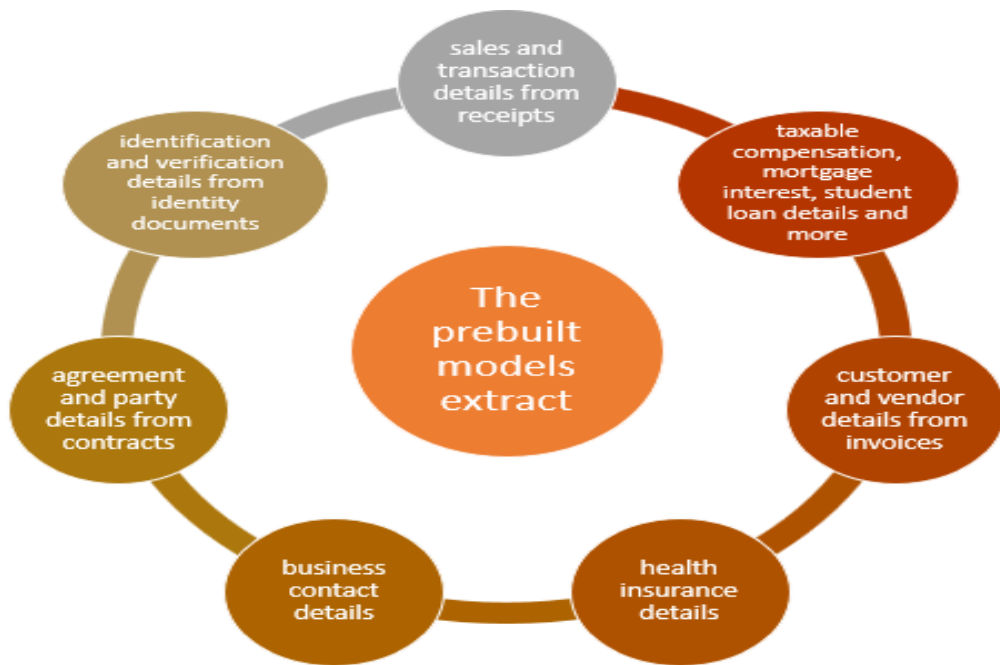 sales and
transaction
details from
receipts
taxable
compensation,
mortgage
interest, student
loan details and
more
customer
and vendor
details from
invoices
health
insurance
details
business
contact
details
agreement
and party
details from
contracts
identification
and verification
details from
identity
documents
The
prebuilt
models
extract